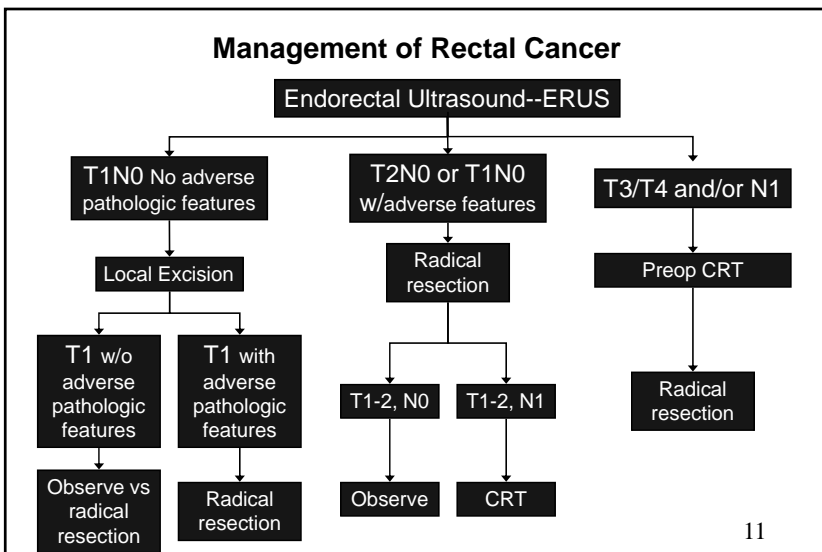 Management of Rectal Cancer
Endorectal Ultrasound--ERUS
T1N0 No adverse
pathologic features
Local Excision
T1 w/o
adverse
pathologic
features
Observe vs
radical
resection
T1 with
adverse
pathologic
features
Radical
resection
T2N0 or T1N0
w/adverse features
Radical
resection
T1-2, N0
Observe
T1-2, N1
CRT
T3/T4 and/or N1
Preop CRT
Radical
resection
11